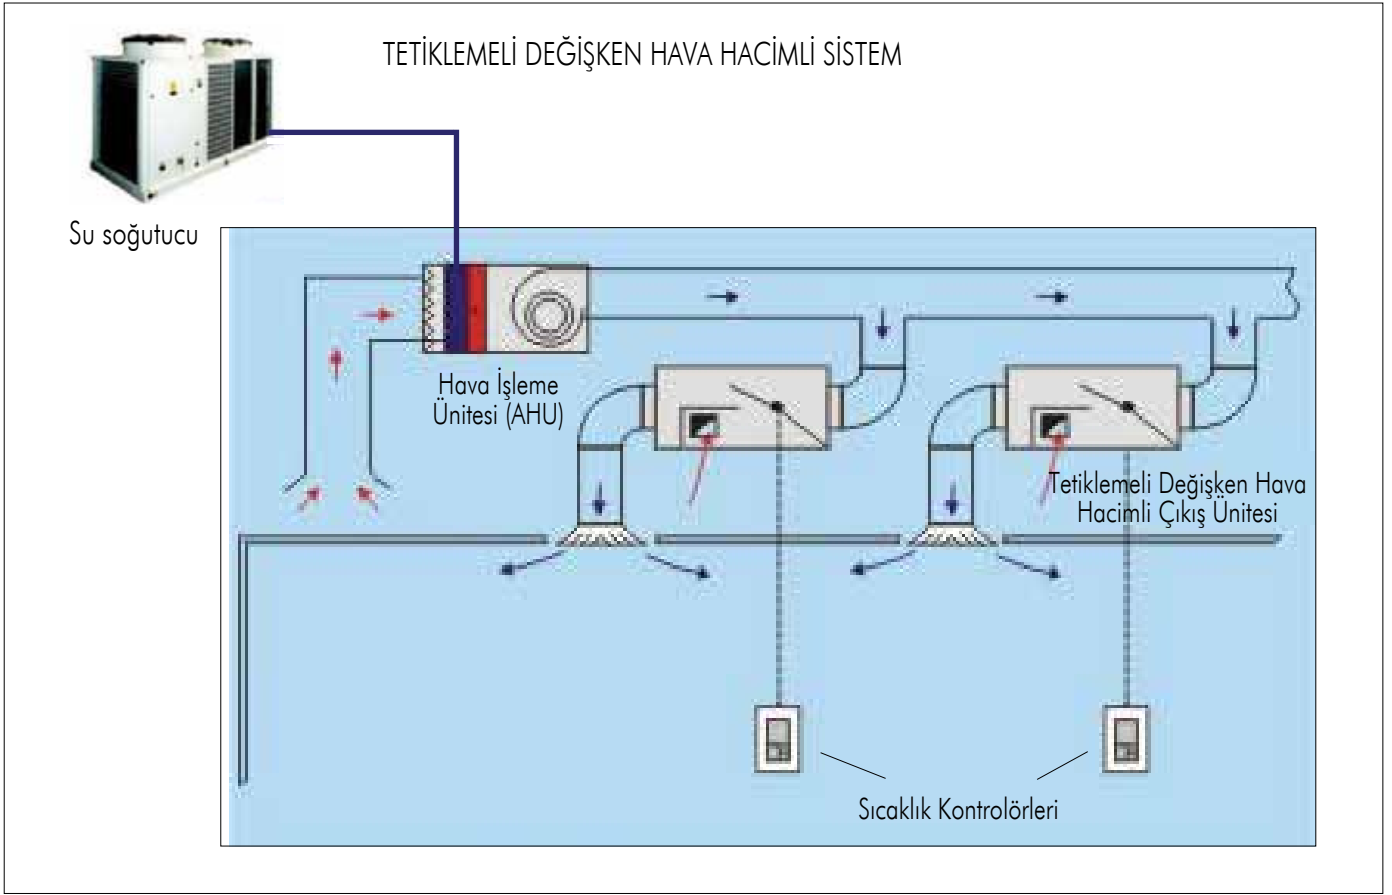 TETİKLEMELİ DEĞİŞKEN HAVA HACİMLİ SİSTEM
Su soğutucu
Hava İşleme
Ünitesi (AHU)
Tetiklemeli Değişken Hava
Hacimli Çıkış Ünitesi
Sıcaklık Kontrolörleri